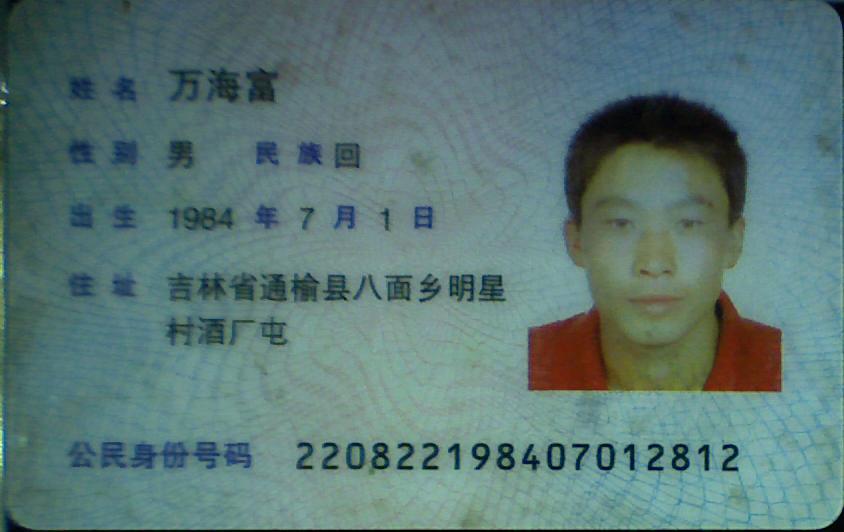 姓名 万海富
性别 男 民族 回
出生 1984 年 7 月 1 日
住址 吉林省通榆县八面乡明星
村酒厂屯
公民身份号码 220822198407012812